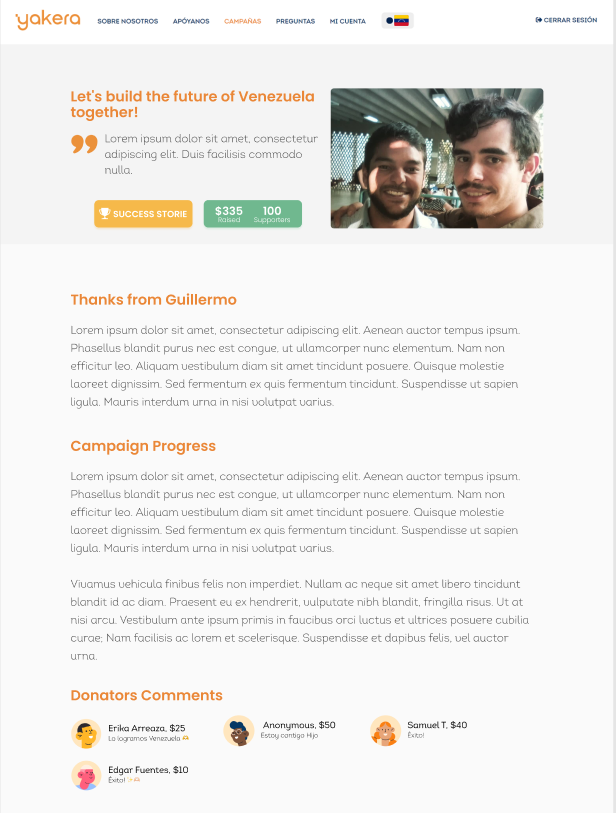 yakera
SOBRE NOSOTROS APÓYANOS CAMPAÑAS PREGUNTAS MI CUENTA CERRAR SESIÓN
Let's build the future of Venezuela
together!
Lorem ipsum dolor sit amet, consectetur
adipiscing elit. Duis facilisis commodo
nulla.
SUCCESS STORIE
$335 100
Raised Supporters
Thanks from Guillermo
Lorem ipsum dolor sit amet, consectetur adipiscing elit. Aenean auctor tempus ipsum.
Phasellus blandit purus nec est congue, ut ullamcorper nunc elementum. Nam non
efficitur leo. Aliquam vestibulum diam sit amet tincidunt posuere. Quisque molestie
laoreet dignissim. Sed fermentum ex quis fermentum tincidunt. Suspendisse ut sapien
ligula. Mauris interdum urna in nisi volutpat varius.
Campaign Progress
Lorem ipsum dolor sit amet, consectetur adipiscing elit. Aenean auctor tempus ipsum.
Phasellus blandit purus nec est congue, ut ullamcorper nunc elementum. Nam non
efficitur leo. Aliquam vestibulum diam sit amet tincidunt posuere. Quisque molestie
laoreet dignissim. Sed fermentum ex quis fermentum tincidunt. Suspendisse ut sapien
ligula. Mauris interdum urna in nisi volutpat varius.
Vivamus vehicula finibus felis non imperdiet. Nullam ac neque sit amet libero tincidunt
blandit id ac diam. Praesent eu ex hendrerit, vulputate nibh blandit, fringilla risus. Ut at
nisi arcu. Vestibulum ante ipsum primis in faucibus orci luctus et ultrices posuere cubilia
curae; Nam facilisis ac lorem et scelerisque. Suspendisse et dapibus felis, vel auctor
urna.
Donators Comments
Erika Arreaza, $25
Lo logramos Venezuela
Anonymous, $50
Estoy contigo Hijo
Samuel T, $40
Éxito!
Edgar Fuentes, $10
Éxito!